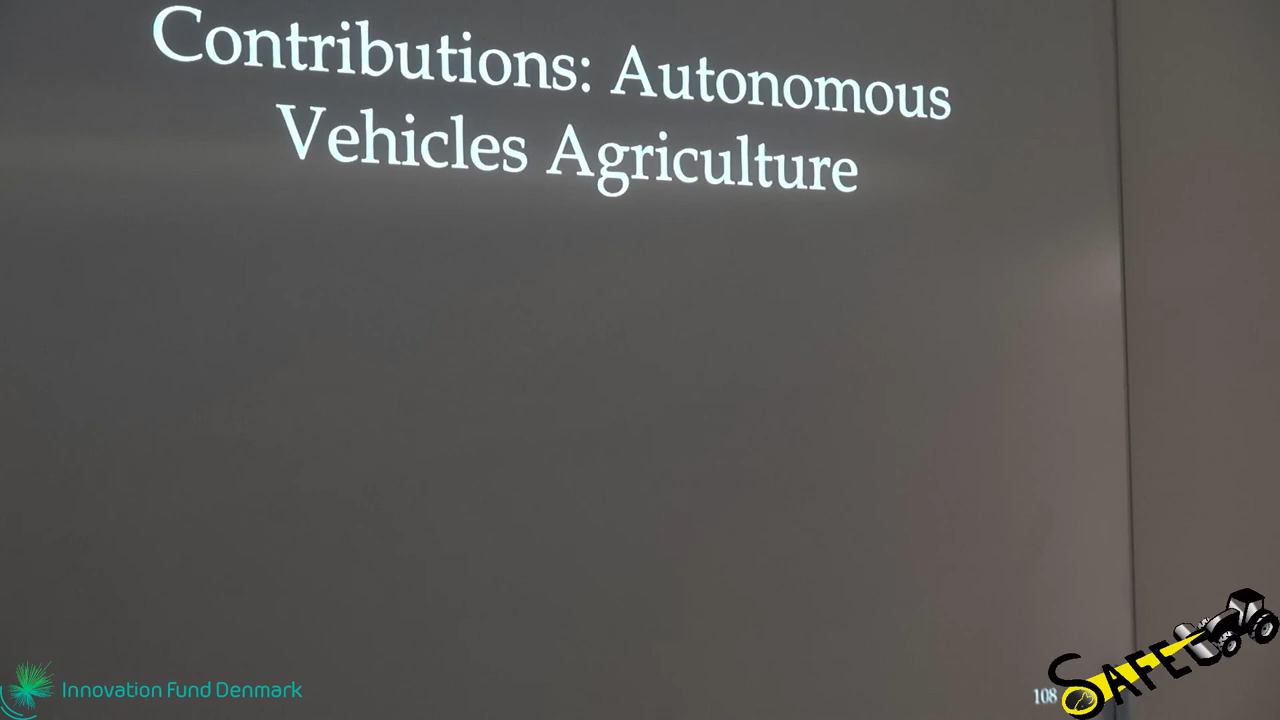 Contributions: Autonomous
Vehicles Agriculture
Innovation Fund Denmark
108
SAFE